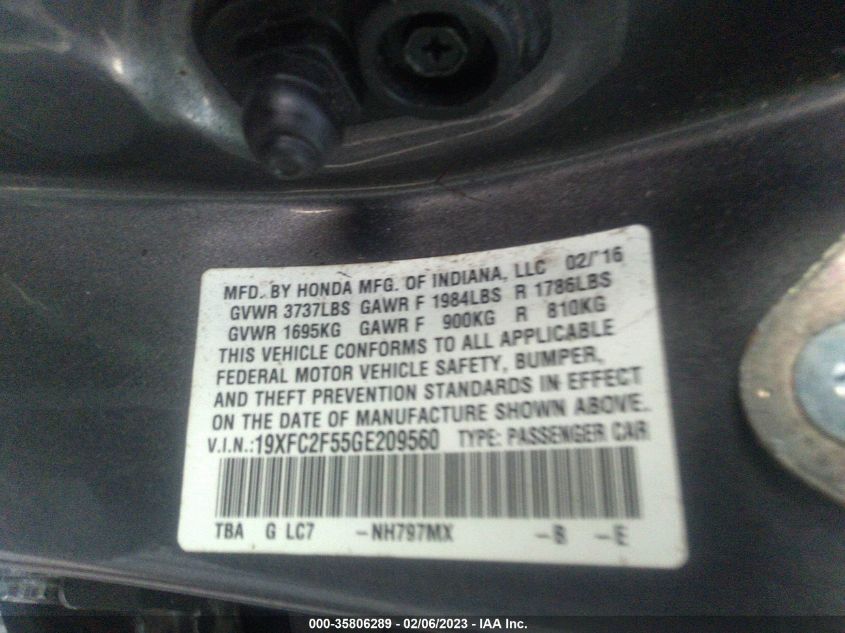 MFD. BY HONDA MFG. OF INDIANA, LLC 02/'16
GVWR 3737LBS GAWR F 1984LBS R 1786LBS
GVWR 1695KG GAWR F 900KG R 810KG
THIS VEHICLE CONFORMS TO ALL APPLICABLE
FEDERAL MOTOR VEHICLE SAFETY, BUMPER,
AND THEFT PREVENTION STANDARDS IN EFFECT
ON THE DATE OF MANUFACTURE SHOWN ABOVE.
V.I.N.:19XFC2F55GE209560 TYPE: PASSENGER CAR
TBA G LC7 -NH797MX -B -E
000-35806289 - 02/06/2023 - IAA Inc.